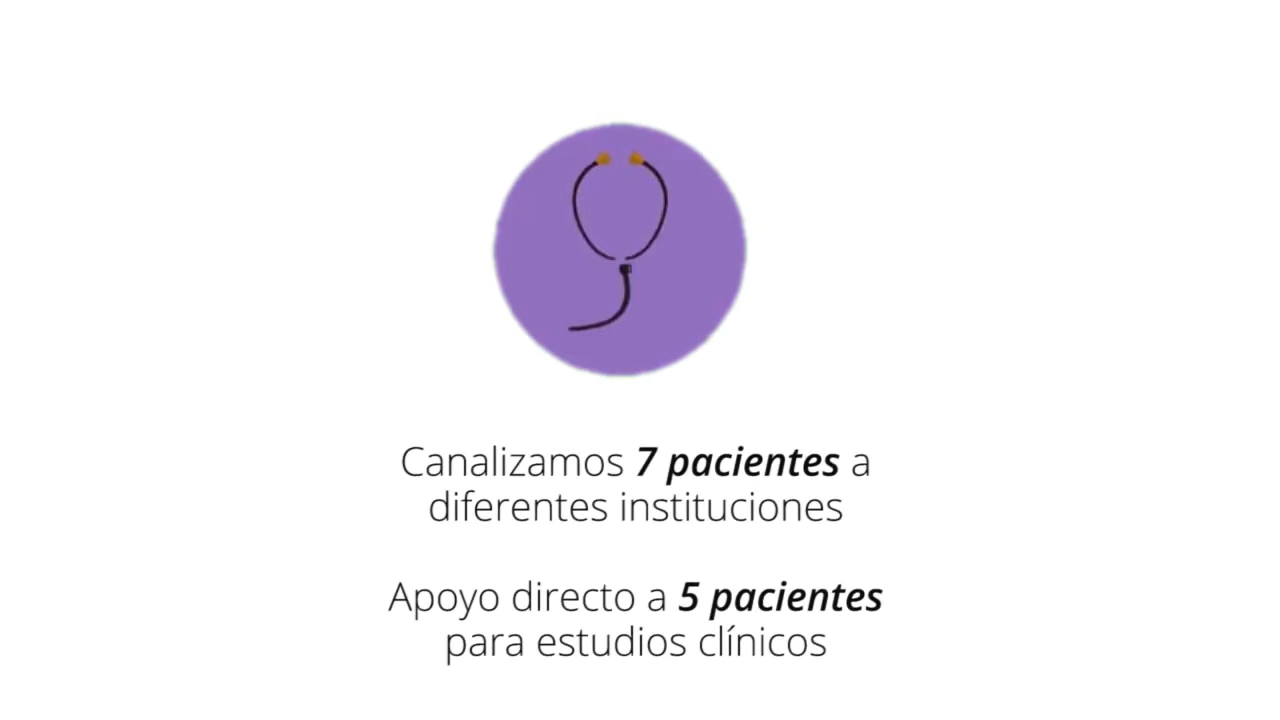 Canalizamos 7 pacientes a
diferentes instituciones
Apoyo directo a 5 pacientes
para estudios clínicos